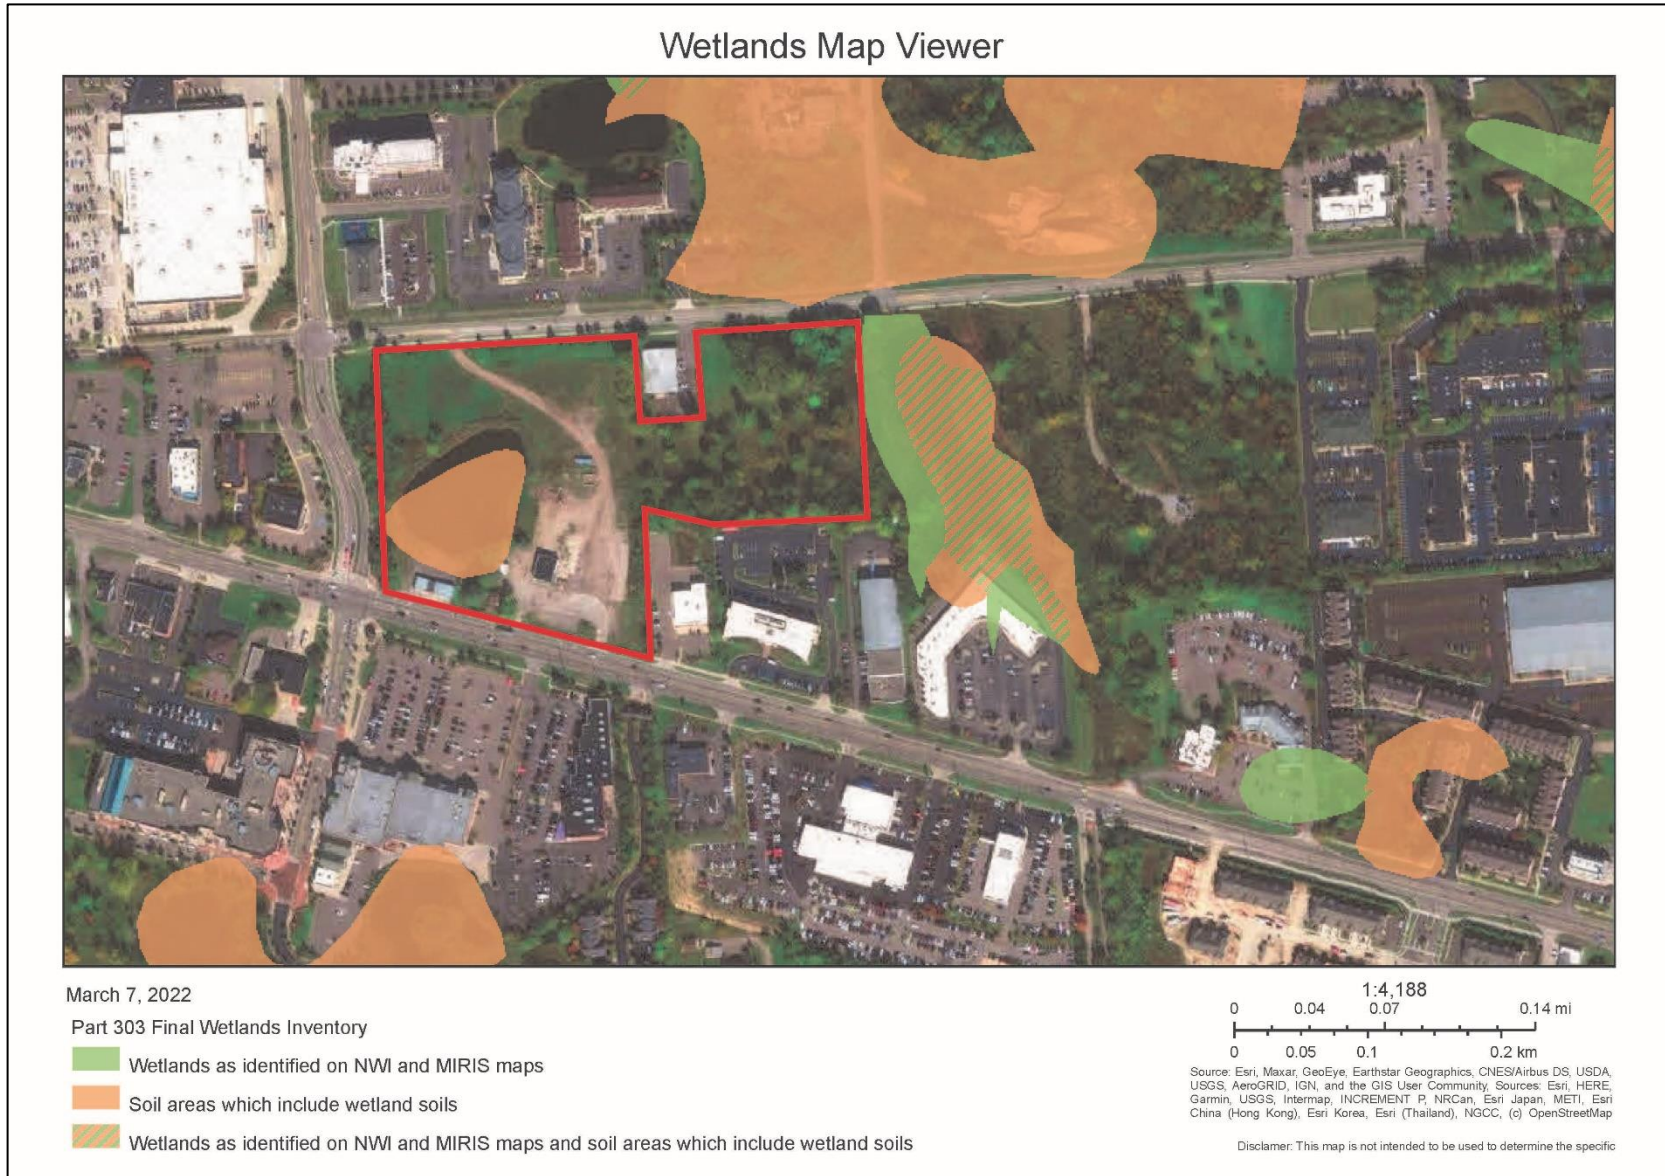 Wetlands Map Viewer
March 7, 2022
Part 303 Final Wetlands Inventory
Wetlands as identified on NWI and MIRIS maps
Soil areas which include wetland soils
Wetlands as identified on NWI and MIRIS maps and soil areas which include wetland soils
1:4,188
0 0.04 0.07 0.14 mi
0 0.05 0.1 0.2 km
Source: Esri, Maxar, GeoEye, Earthstar Geographics, CNES/Airbus DS, USDA,
USGS, AeroGRID, IGN, and the GIS User Community, Sources: Esri, HERE,
Garmin, USGS, Intermap, INCREMENT P, NRCan, Esri Japan, METI, Esri
China (Hong Kong), Esri Korea, Esri (Thailand), NGCC, (c) OpenStreetMap
Disclaimer: This map is not intended to be used to determine the specific